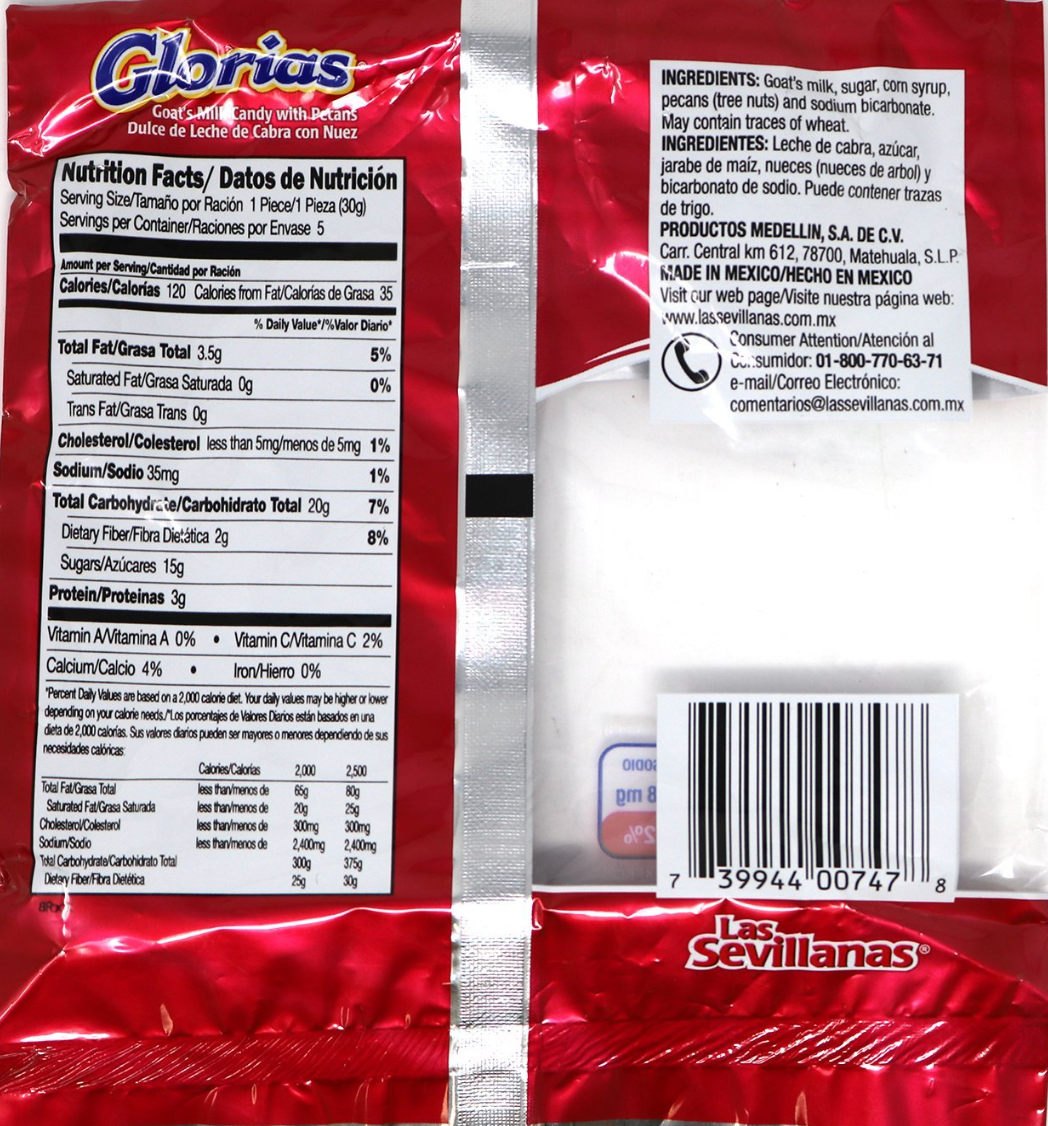 Glorias
Goat's Milk Candy with Pecans
Dulce de Leche de Cabra con Nuez
Nutrition Facts/ Datos de Nutrición
Serving Size/Tamaño por Ración 1 Piece/1 Pieza (30g)
Servings per Container/Raciones por Envase 5
Amount per Serving/Cantidad por Ración
Calories/Calorías 120 Calories from Fat/Calorías de Grasa 35
% Daily Value*/%Valor Diario*
Total Fat/Grasa Total 3.5g 5%
Saturated Fat/Grasa Saturada 0g 0%
Trans Fat/Grasa Trans 0g
Cholesterol/Colesterol less than 5mg/menos de 5mg 1%
Sodium/Sodio 35mg 1%
Total Carbohydrate/Carbohidrato Total 20g 7%
Dietary Fiber/Fibra Dietática 2g 8%
Sugars/Azúcares 15g
Protein/Proteinas 3g
Vitamin A/Vitamina A 0% • Vitamin C/Vitamina C 2%
Calcium/Calcio 4% • Iron/Hierro 0%
*Percent Daily Values are based on a 2,000 calorie diet. Your daily values may be higher or lower
depending on your calorie needs./*Los porcentajes de Valores Diarios están basados en una
dieta de 2,000 calorías. Sus valores diarios pueden ser mayores o menores dependiendo de sus
necesidades calóricas:
Calories/Calorías 2,000 2,500
Total Fat/Grasa Total less than/menos de 65g 80g
Saturated Fat/Grasa Saturada less than/menos de 20g 25g
Cholesterol/Colesterol less than/menos de 300mg 300mg
Sodium/Sodio less than/menos de 2,400mg 2,400mg
Total Carbohydrate/Carbohidrato Total 300g 375g
Dietary Fiber/Fibra Dietética 25g 30g
INGREDIENTS: Goat's milk, sugar, corn syrup,
pecans (tree nuts) and sodium bicarbonate.
May contain traces of wheat.
INGREDIENTES: Leche de cabra, azúcar,
jarabe de maíz, nueces (nueces de arbol) y
bicarbonato de sodio. Puede contener trazas
de trigo.
PRODUCTOS MEDELLIN, S.A. DE C.V.
Carr. Central km 612, 78700, Matehuala, S.L.P.
MADE IN MEXICO/HECHO EN MEXICO
Visit our web page/Visite nuestra página web:
www.lassevillanas.com.mx
Consumer Attention/Atención al
Consumidor: 01-800-770-63-71
e-mail/Correo Electrónico:
comentarios@lassevillanas.com.mx
SODIO
8 mg
2%
7 39944 00747 8
Las
Sevillanas®